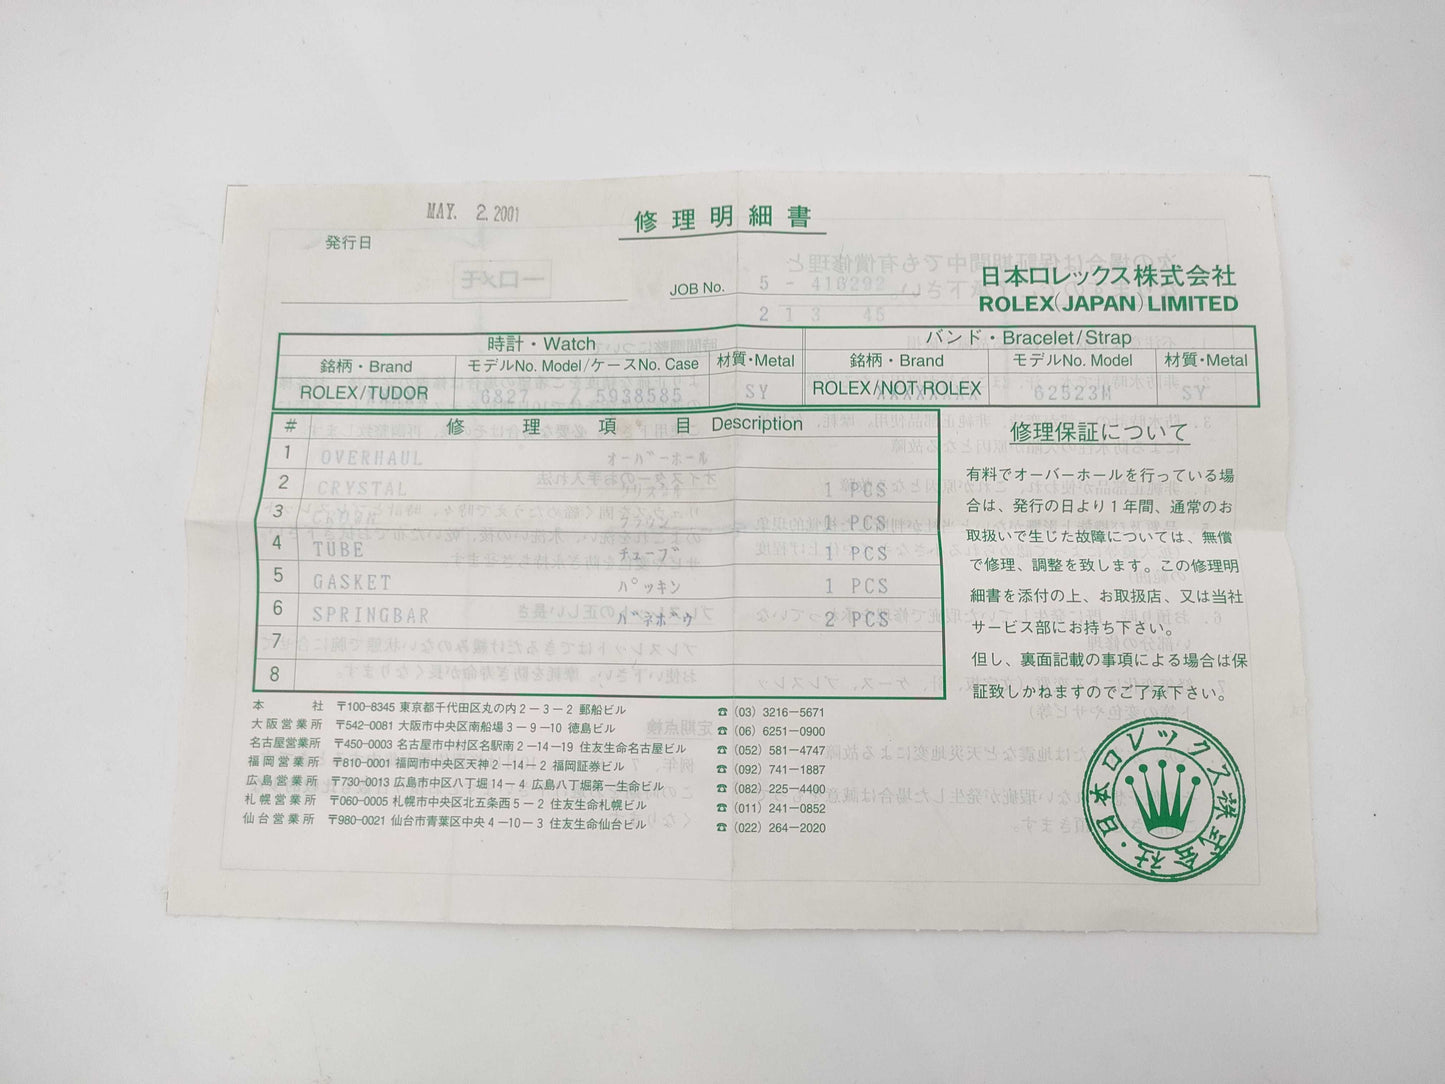 MAY. 2.2001
修理明細書
発行日
JOB No. 5 - 416292
2 1 3 45
日本ロレックス株式会社
ROLEX(JAPAN)LIMITED
時計・Watch
バンド・Bracelet/Strap
銘柄・Brand モデルNo. Model/ケースNo. Case 材質・Metal 銘柄・Brand モデルNo. Model 材質・Metal
ROLEX/TUDOR 6827 / 5938585 SY ROLEX/NOT ROLEX 62523M SY
# 修理項目 Description
1 OVERHAUL オーバーホール
2 CRYSTAL クリスタル 1 PCS
3 CROWN クラウン 1 PCS
4 TUBE チューブ 1 PCS
5 GASKET パッキン 1 PCS
6 SPRINGBAR バネボウ 2 PCS
7
8
修理保証について
有料でオーバーホールを行っている場
合は、発行の日より1年間、通常のお
取扱いで生じた故障については、無償
で修理、調整を致します。この修理明
細書を添付の上、お取扱店、又は当社
サービス部にお持ち下さい。
但し、裏面記載の事項による場合は保
証致しかねますのでご了承下さい。
本社 〒100-8345 東京都千代田区丸の内2-3-2 郵船ビル ☎(03)3216-5671
大阪営業所 〒542-0081 大阪市中央区南船場3-9-10 徳島ビル ☎(06)6251-0900
名古屋営業所 〒450-0003 名古屋市中村区名駅南2-14-19 住友生命名古屋ビル ☎(052)581-4747
福岡営業所 〒810-0001 福岡市中央区天神2-14-2 福岡証券ビル ☎(092)741-1887
広島営業所 〒730-0013 広島市中区八丁堀14-4 広島八丁堀第一生命ビル ☎(082)225-4400
札幌営業所 〒060-0005 札幌市中央区北五条西5-2 住友生命札幌ビル ☎(011)241-0852
仙台営業所 〒980-0021 仙台市青葉区中央4-10-3 住友生命仙台ビル ☎(022)264-2020
日本ロレックス株式会社